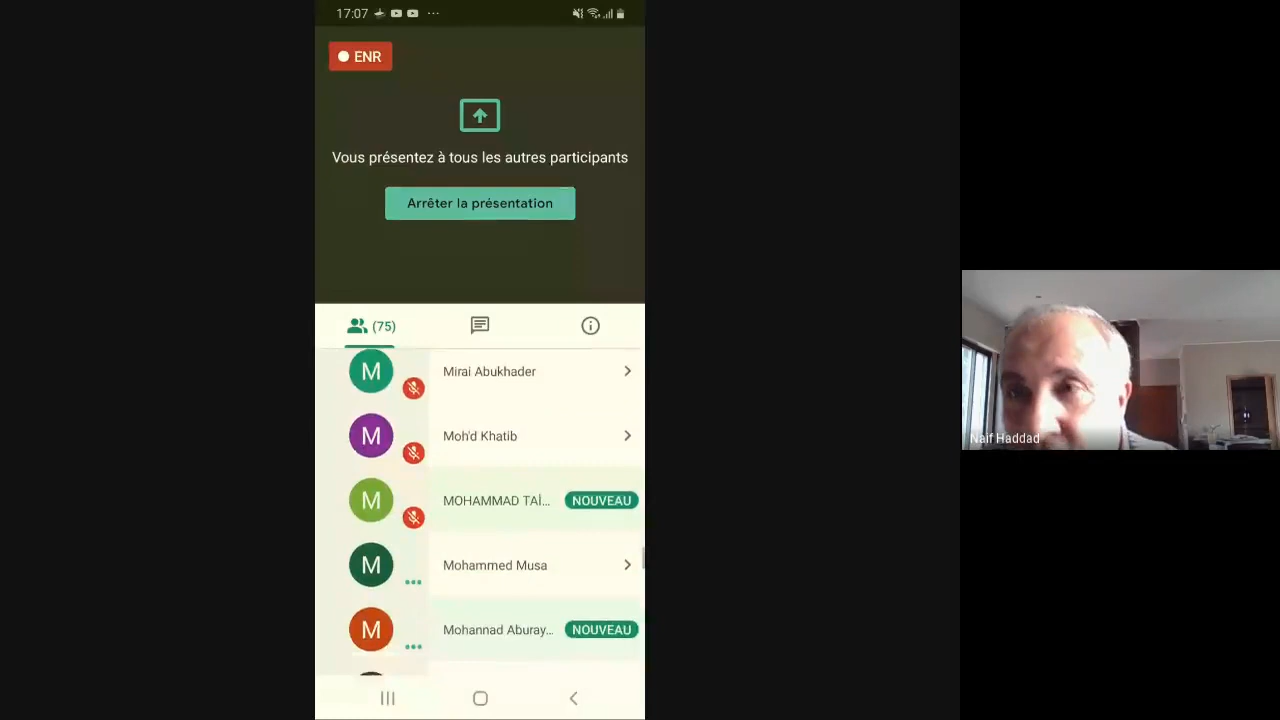 17:07
ENR
Vous présentez à tous les autres participants
Arrêter la présentation
(75)
M Mirai Abukhader
M Moh'd Khatib
M MOHAMMAD TAİ... NOUVEAU
M Mohammed Musa
M Mohannad Aburay... NOUVEAU
Naif Haddad